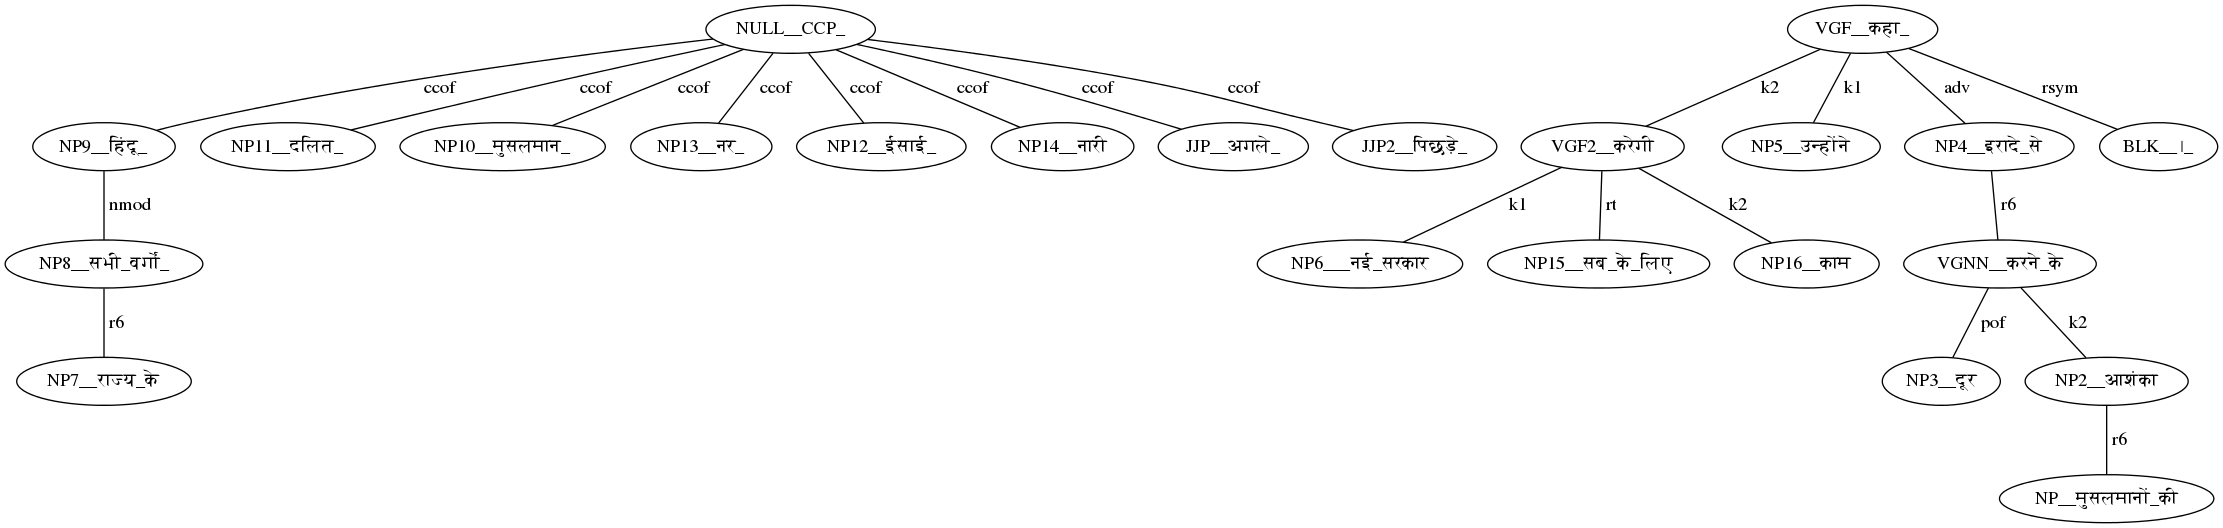 NULL__CCP_ VGF__कहा_
ccof ccof ccof ccof ccof ccof ccof ccof k2 k1 adv rsym
NP9__हिंदू_ NP11__दलित_ NP10__मुसलमान_ NP13__नर_ NP12__ईसाई_ NP14__नारी JJP__अगले_ JJP2__पिछड़े_ VGF2__करेगी NP5__उन्होंने NP4__इरादे_से BLK__।_
nmod k1 rt k2 r6
NP8__सभी_वर्गों_ NP6___नई_सरकार NP15__सब_के_लिए NP16__काम VGNN__करने_के
r6 pof k2
NP7__राज्य_के NP3__दूर NP2__आशंका
r6
NP__मुसलमानों_की